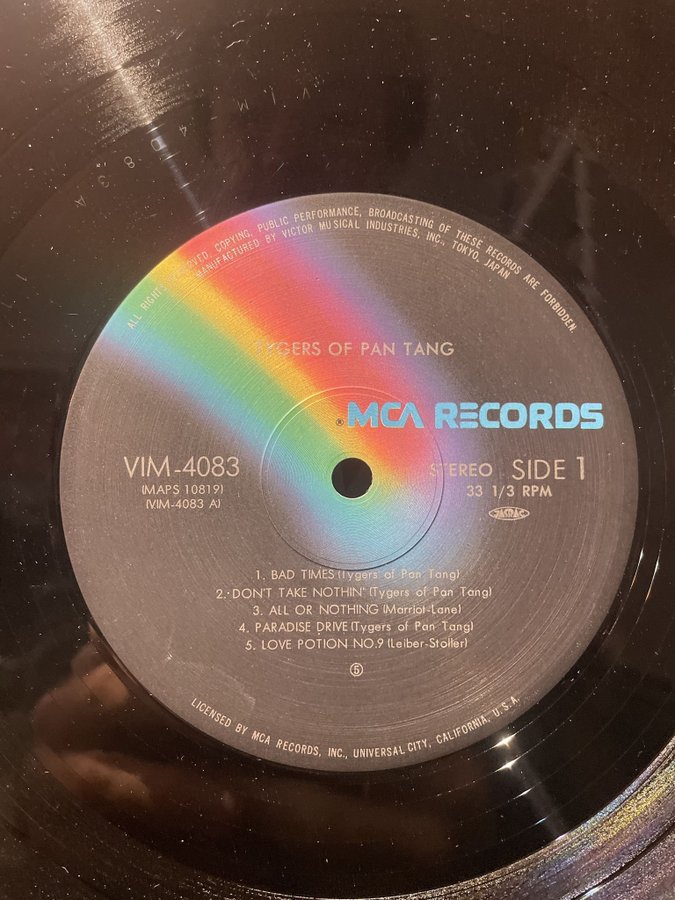 ALL RIGHTS RESERVED COPYING, PUBLIC PERFORMANCE, BROADCASTING OF THESE RECORDS ARE FORBIDDEN.
MANUFACTURED BY VICTOR MUSICAL INDUSTRIES, INC., TOKYO, JAPAN
TYGERS OF PAN TANG
® MCA RECORDS
VIM-4083
(MAPS 10819)
(VIM-4083 A)
STEREO SIDE 1
33 1/3 RPM
JASRAC
1. BAD TIMES (Tygers of Pan Tang)
2. DON'T TAKE NOTHIN' (Tygers of Pan Tang)
3. ALL OR NOTHING (Marriot-Lane)
4. PARADISE DRIVE (Tygers of Pan Tang)
5. LOVE POTION NO.9 (Leiber-Stoller)
⑤
LICENSED BY MCA RECORDS, INC., UNIVERSAL CITY, CALIFORNIA, U.S.A.